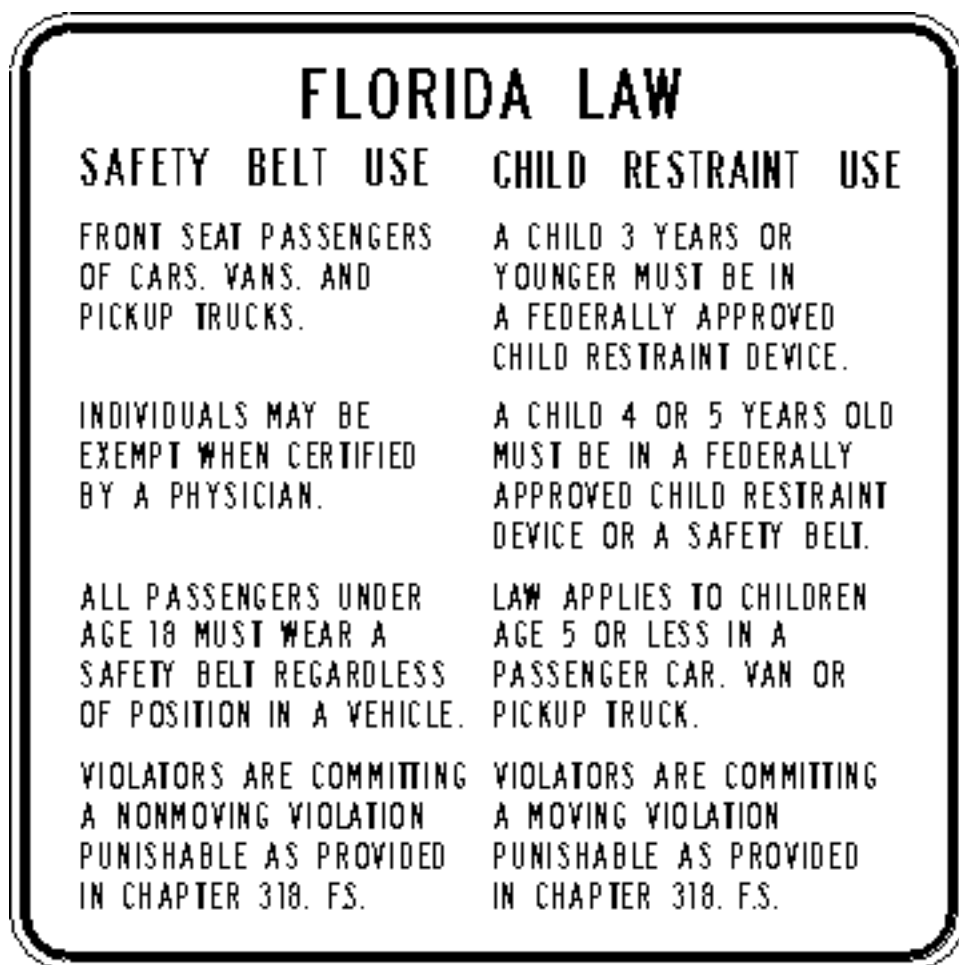 FLORIDA LAW
SAFETY BELT USE
FRONT SEAT PASSENGERS
OF CARS, VANS, AND
PICKUP TRUCKS.
INDIVIDUALS MAY BE
EXEMPT WHEN CERTIFIED
BY A PHYSICIAN.
ALL PASSENGERS UNDER
AGE 18 MUST WEAR A
SAFETY BELT REGARDLESS
OF POSITION IN A VEHICLE.
VIOLATORS ARE COMMITTING
A NONMOVING VIOLATION
PUNISHABLE AS PROVIDED
IN CHAPTER 318, F.S.
CHILD RESTRAINT USE
A CHILD 3 YEARS OR
YOUNGER MUST BE IN
A FEDERALLY APPROVED
CHILD RESTRAINT DEVICE.
A CHILD 4 OR 5 YEARS OLD
MUST BE IN A FEDERALLY
APPROVED CHILD RESTRAINT
DEVICE OR A SAFETY BELT.
LAW APPLIES TO CHILDREN
AGE 5 OR LESS IN A
PASSENGER CAR, VAN OR
PICKUP TRUCK.
VIOLATORS ARE COMMITTING
A MOVING VIOLATION
PUNISHABLE AS PROVIDED
IN CHAPTER 318, F.S.